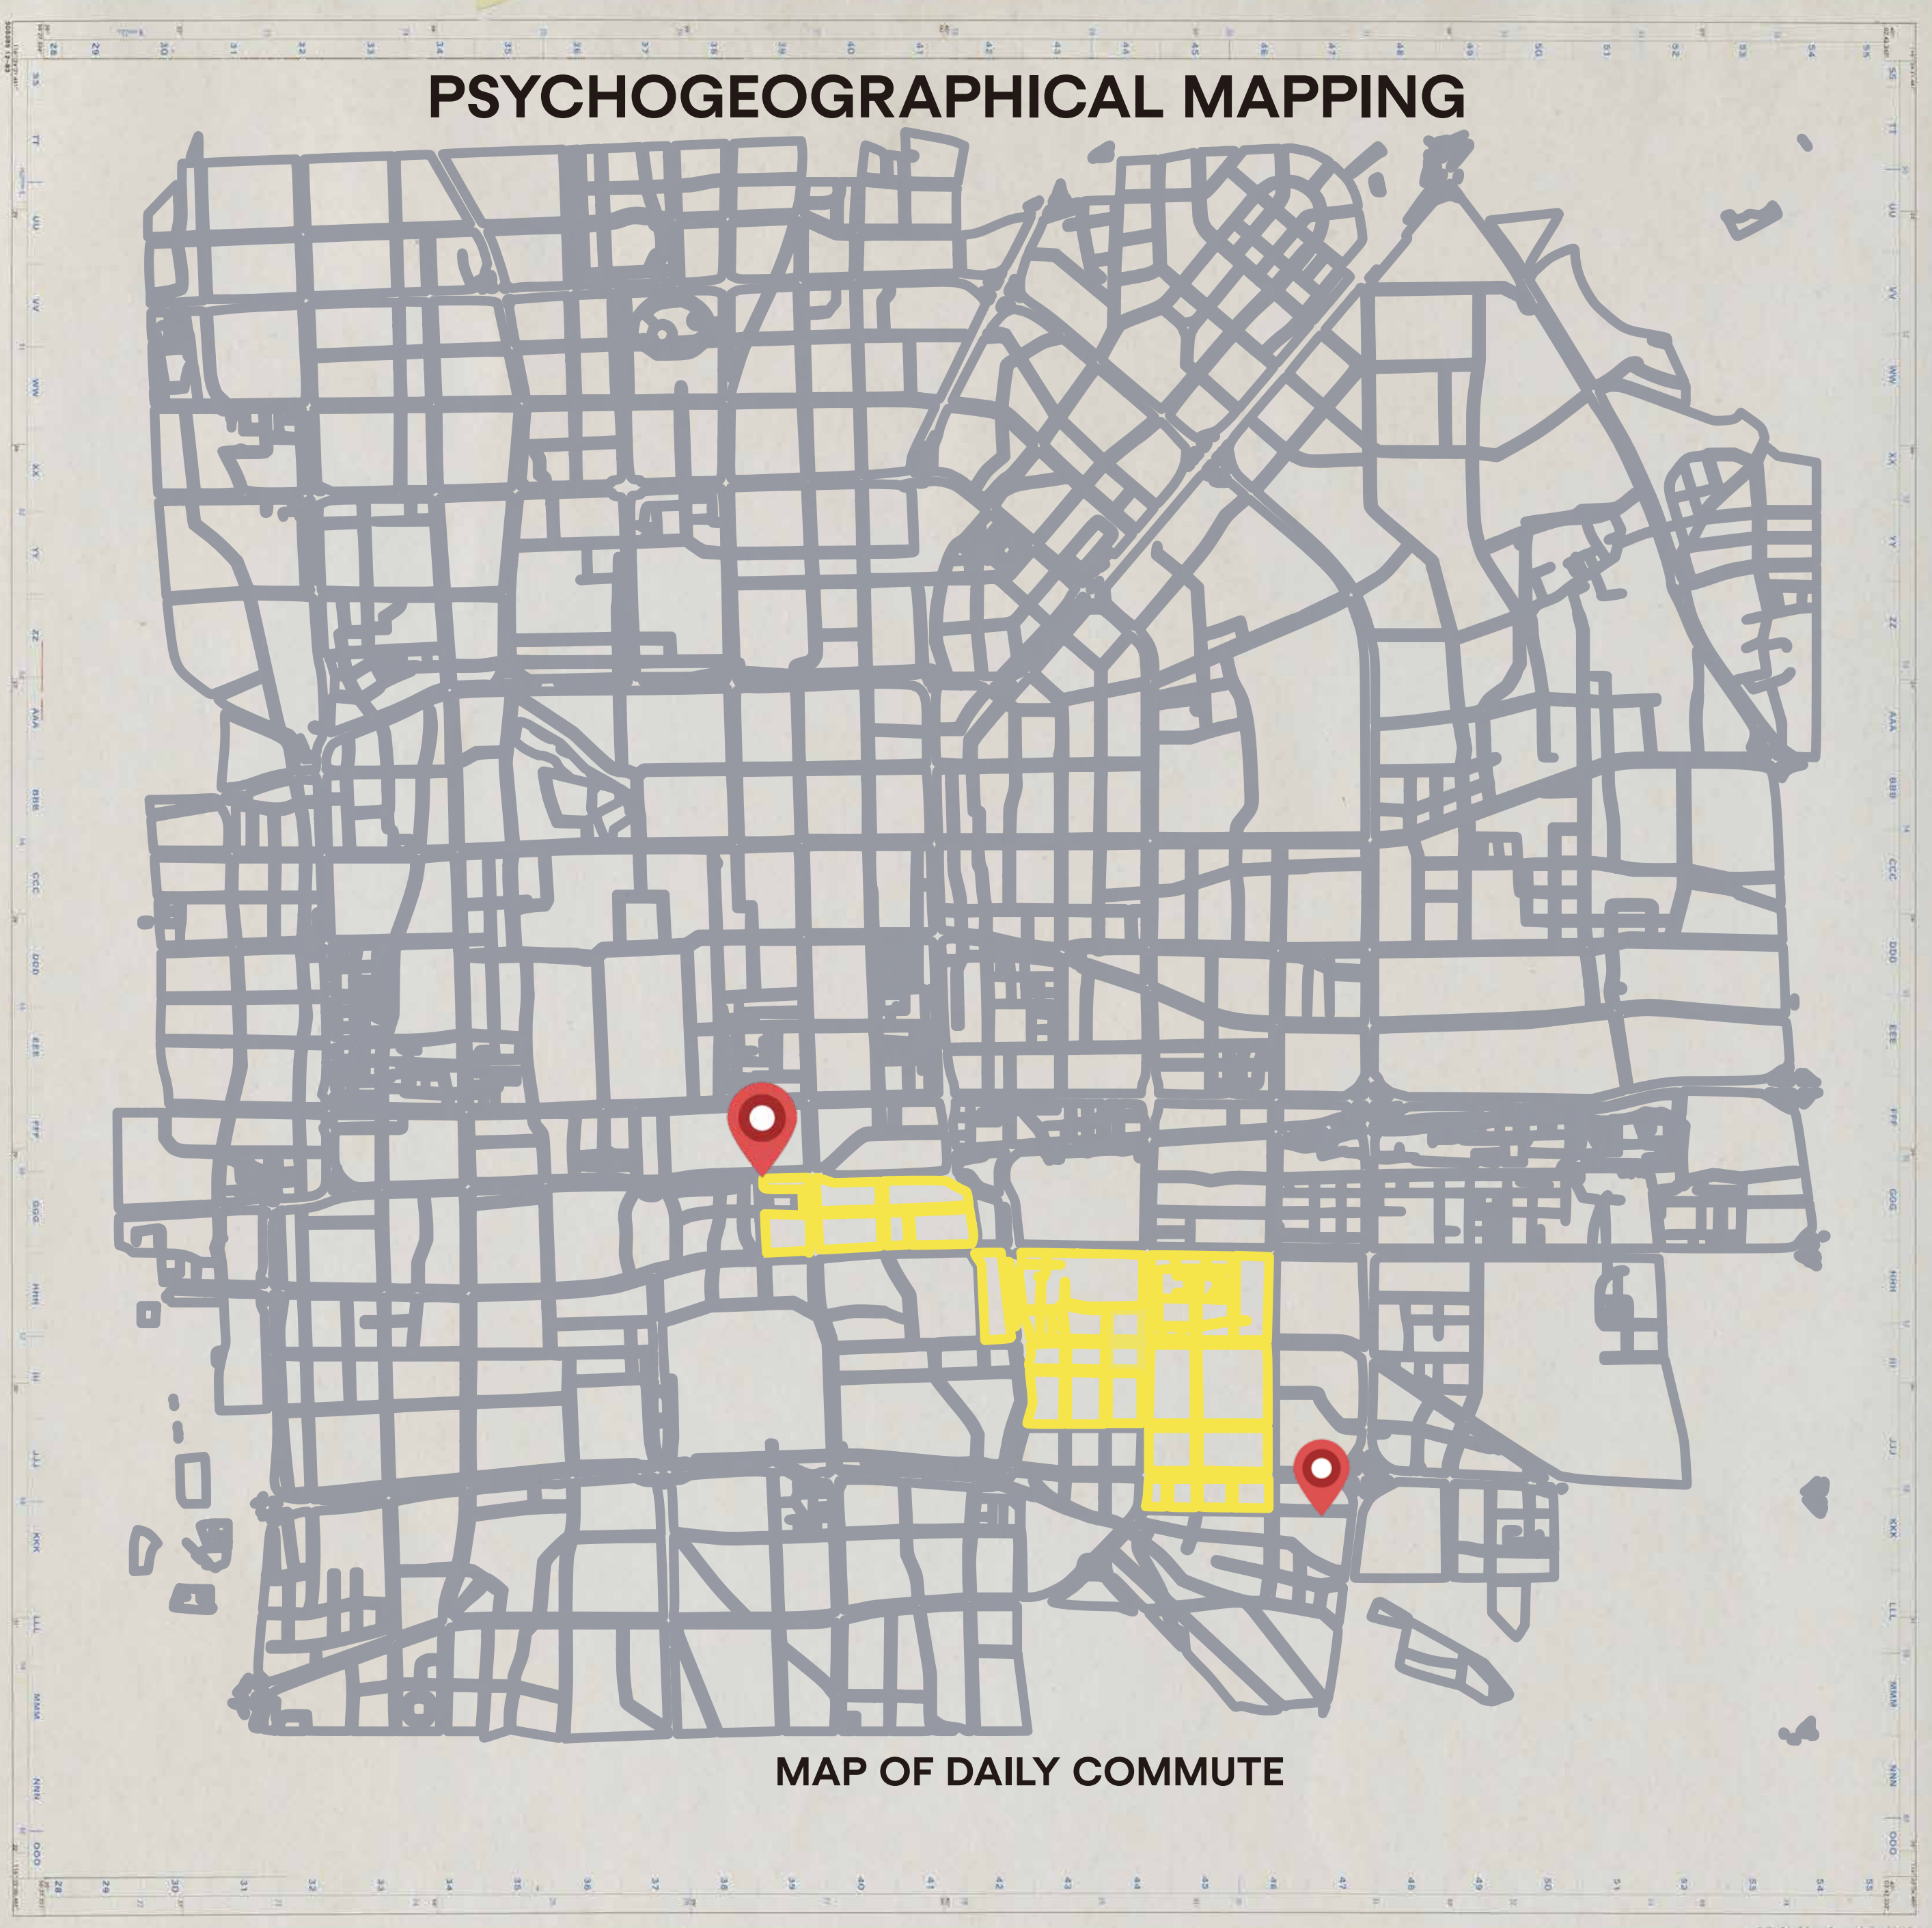 28 29 30 31 32 33 34 35 36 37 38 39 40 41 42 43 44 45 46 47 48 49 50 51 52 53 54 55
PSYCHOGEOGRAPHICAL MAPPING
SS SS
TT TT
UU UU
VV VV
WW WW
XX XX
YY YY
ZZ ZZ
AAA AAA
BBB BBB
CCC CCC
DDD DDD
EEE EEE
FFF FFF
GGG GGG
HHH HHH
III III
JJJ JJJ
KKK KKK
LLL LLL
MMM MMM
MAP OF DAILY COMMUTE
NNN NNN
OOO OOO
28 29 30 31 32 33 34 35 36 37 38 39 40 41 42 43 44 45 46 47 48 49 50 51 52 53 54 55